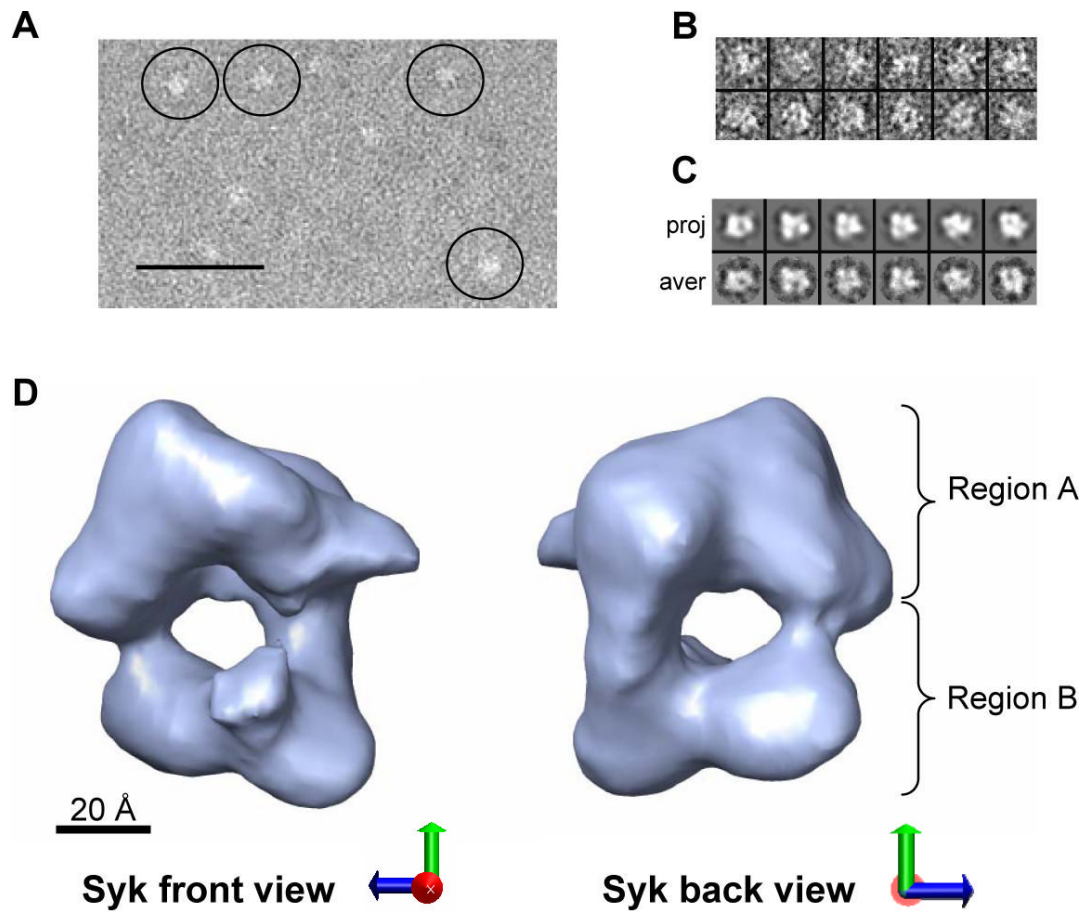 A
B
C
proj
aver
D
Region A
Region B
20 Å
Syk front view
Syk back view